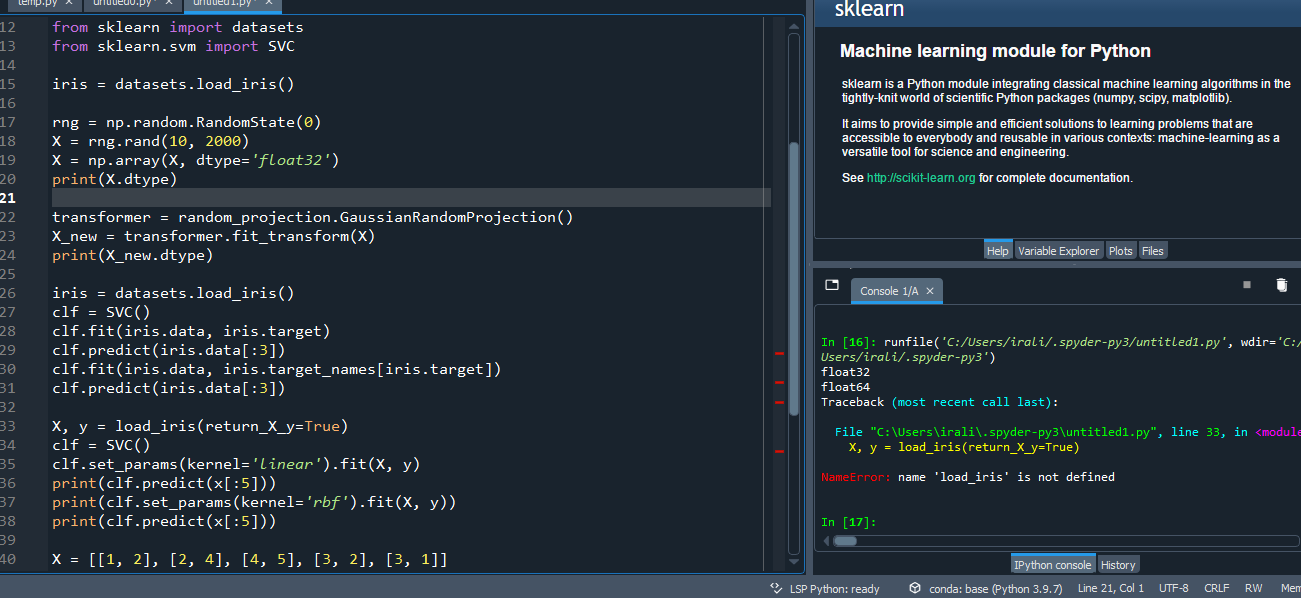 temp.py × untitled0.py* × untitled1.py* ×
12 from sklearn import datasets
13 from sklearn.svm import SVC
14
15 iris = datasets.load_iris()
16
17 rng = np.random.RandomState(0)
18 X = rng.rand(10, 2000)
19 X = np.array(X, dtype='float32')
20 print(X.dtype)
21
22 transformer = random_projection.GaussianRandomProjection()
23 X_new = transformer.fit_transform(X)
24 print(X_new.dtype)
25
26 iris = datasets.load_iris()
27 clf = SVC()
28 clf.fit(iris.data, iris.target)
29 clf.predict(iris.data[:3])
30 clf.fit(iris.data, iris.target_names[iris.target])
31 clf.predict(iris.data[:3])
32
33 X, y = load_iris(return_X_y=True)
34 clf = SVC()
35 clf.set_params(kernel='linear').fit(X, y)
36 print(clf.predict(x[:5]))
37 print(clf.set_params(kernel='rbf').fit(X, y))
38 print(clf.predict(x[:5]))
39
40 X = [[1, 2], [2, 4], [4, 5], [3, 2], [3, 1]]
sklearn
Machine learning module for Python
sklearn is a Python module integrating classical machine learning algorithms in the
tightly-knit world of scientific Python packages (numpy, scipy, matplotlib).
It aims to provide simple and efficient solutions to learning problems that are
accessible to everybody and reusable in various contexts: machine-learning as a
versatile tool for science and engineering.
See http://scikit-learn.org for complete documentation.
Help Variable Explorer Plots Files
Console 1/A ×
In [16]: runfile('C:/Users/irali/.spyder-py3/untitled1.py', wdir='C:/
Users/irali/.spyder-py3')
float32
float64
Traceback (most recent call last):
File "C:\Users\irali\.spyder-py3\untitled1.py", line 33, in <module
X, y = load_iris(return_X_y=True)
NameError: name 'load_iris' is not defined
In [17]:
IPython console History
LSP Python: ready conda: base (Python 3.9.7) Line 21, Col 1 UTF-8 CRLF RW Mem